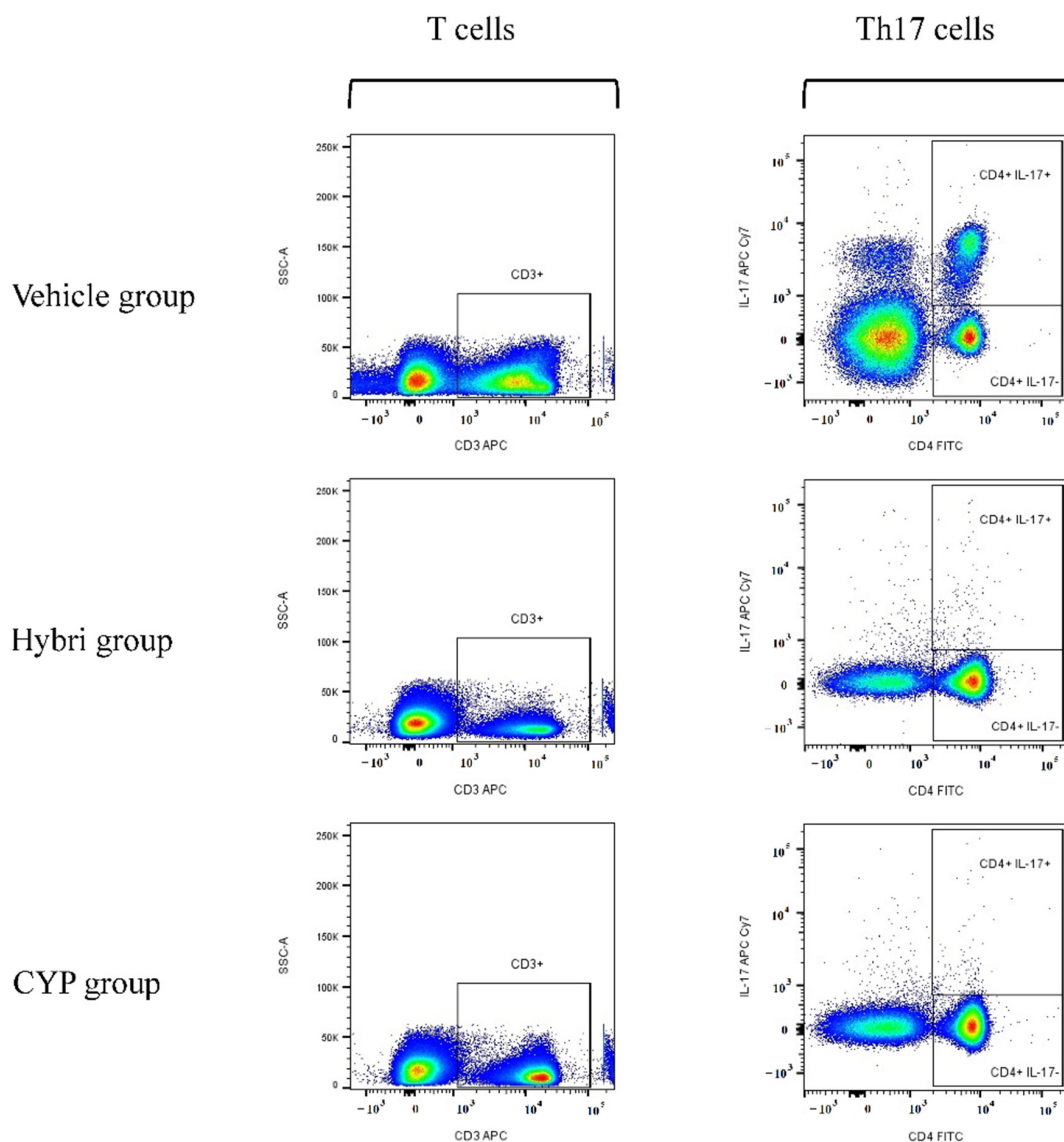 T cells
Th17 cells
Vehicle group
250K
200K
150K
100K
50K
0
SSC-A
CD3+
−10³ 0 10³ 10⁴ 10⁵
CD3 APC
10⁵
10⁴
10³
0
−10³
IL-17 APC Cy7
CD4+ IL-17+
CD4+ IL-17-
−10³ 0 10³ 10⁴ 10⁵
CD4 FITC
Hybri group
250K
200K
150K
100K
50K
0
SSC-A
CD3+
−10³ 0 10³ 10⁴ 10⁵
CD3 APC
10⁵
10⁴
10³
0
−10³
IL-17 APC Cy7
CD4+ IL-17+
CD4+ IL-17-
−10³ 0 10³ 10⁴ 10⁵
CD4 FITC
CYP group
250K
200K
150K
100K
50K
0
SSC-A
CD3+
−10³ 0 10³ 10⁴ 10⁵
CD3 APC
10⁵
10⁴
10³
0
−10³
IL-17 APC Cy7
CD4+ IL-17+
CD4+ IL-17-
−10³ 0 10³ 10⁴ 10⁵
CD4 FITC